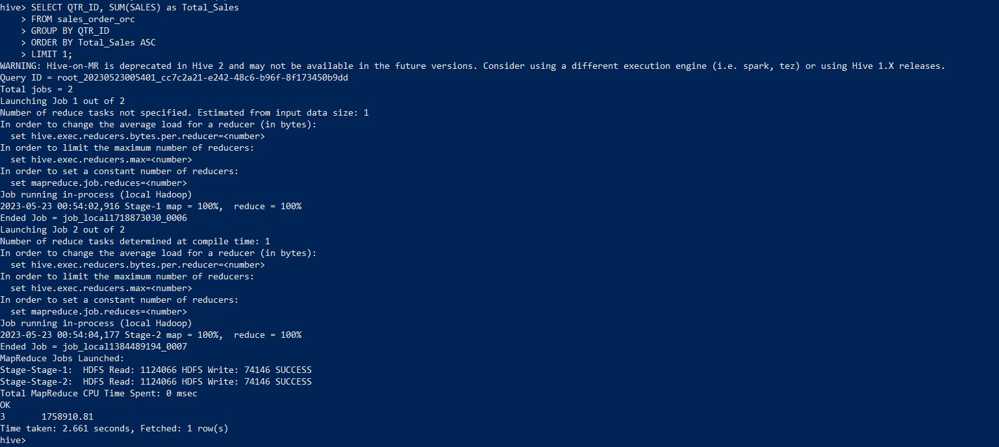 hive> SELECT QTR_ID, SUM(SALES) as Total_Sales
    > FROM sales_order_orc
    > GROUP BY QTR_ID
    > ORDER BY Total_Sales ASC
    > LIMIT 1;
WARNING: Hive-on-MR is deprecated in Hive 2 and may not be available in the future versions. Consider using a different execution engine (i.e. spark, tez) or using Hive 1.X releases.
Query ID = root_20230523005401_cc7c2a21-e242-48c6-b96f-8f173450b9dd
Total jobs = 2
Launching Job 1 out of 2
Number of reduce tasks not specified. Estimated from input data size: 1
In order to change the average load for a reducer (in bytes):
  set hive.exec.reducers.bytes.per.reducer=<number>
In order to limit the maximum number of reducers:
  set hive.exec.reducers.max=<number>
In order to set a constant number of reducers:
  set mapreduce.job.reduces=<number>
Job running in-process (local Hadoop)
2023-05-23 00:54:02,916 Stage-1 map = 100%,  reduce = 100%
Ended Job = job_local1718873030_0006
Launching Job 2 out of 2
Number of reduce tasks determined at compile time: 1
In order to change the average load for a reducer (in bytes):
  set hive.exec.reducers.bytes.per.reducer=<number>
In order to limit the maximum number of reducers:
  set hive.exec.reducers.max=<number>
In order to set a constant number of reducers:
  set mapreduce.job.reduces=<number>
Job running in-process (local Hadoop)
2023-05-23 00:54:04,177 Stage-2 map = 100%,  reduce = 100%
Ended Job = job_local1384489194_0007
MapReduce Jobs Launched:
Stage-Stage-1:  HDFS Read: 1124066 HDFS Write: 74146 SUCCESS
Stage-Stage-2:  HDFS Read: 1124066 HDFS Write: 74146 SUCCESS
Total MapReduce CPU Time Spent: 0 msec
OK
3       1758910.81
Time taken: 2.661 seconds, Fetched: 1 row(s)
hive>